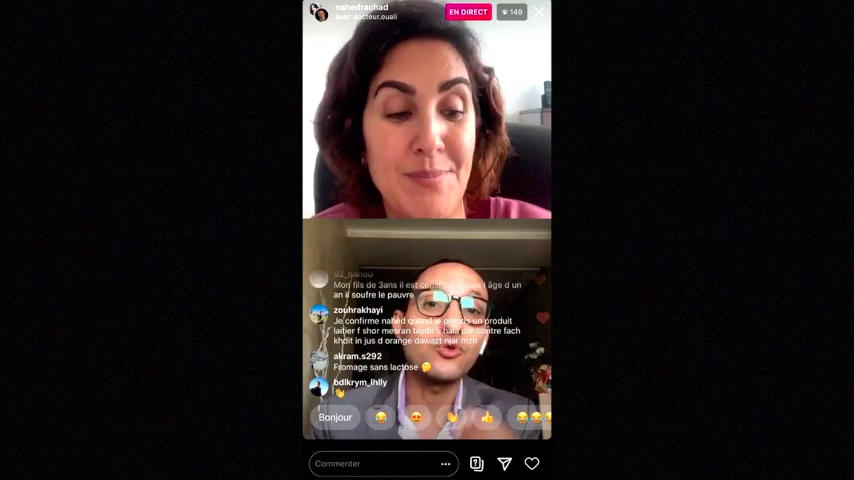 nahedrachad
avec docteur.ouali
EN DIRECT
149
92_nanou
Mon fils de 3ans il est depuis l âge d un
an il soufre le pauvre
zouhrakhayi
Je confirme nahed quand je prends un produit
laitier f shor mesran taydir li hala par contre fach
khdit in jus d orange dawazt njar mzn
akram.s292
Fromage sans lactose 🤔
bdlkrym_lhlly
👋
Bonjour
Commenter